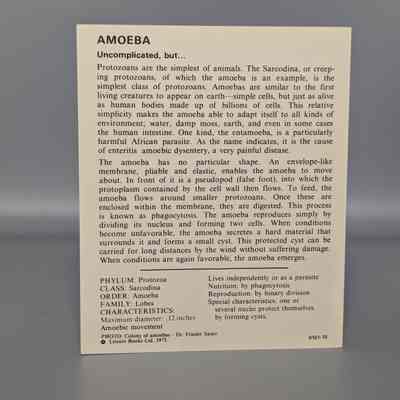 AMOEBA
Uncomplicated, but...
Protozoans are the simplest of animals. The Sarcodina, or creep-
ing protozoans, of which the amoeba is an example, is the
simplest class of protozoans. Amoebas are similar to the first
living creatures to appear on earth—simple cells, but just as alive
as human bodies made up of billions of cells. This relative
simplicity makes the amoeba able to adapt itself to all kinds of
environment; water, damp moss, earth, and even in some cases
the human intestine. One kind, the entamoeba, is a particularly
harmful African parasite. As the name indicates, it is the cause
of enteritis amoebic dysentery, a very painful disease.
The amoeba has no particular shape. An envelope-like
membrane, pliable and elastic, enables the amoeba to move
about. In front of it is a pseudopod (false foot), into which the
protoplasm contained by the cell wall then flows. To feed, the
amoeba flows around smaller protozoans. Once these are
enclosed within the membrane, they are digested. This process
is known as phagocytosis. The amoeba reproduces simply by
dividing its nucleus and forming two cells. When conditions
become unfavorable, the amoeba secretes a hard material that
surrounds it and forms a small cyst. This protected cyst can be
carried for long distances by the wind without suffering damage.
When conditions are again favorable, the amoeba emerges.
PHYLUM: Protozoa
CLASS: Sarcodina
ORDER: Amoeba
FAMILY: Lobea
CHARACTERISTICS:
Maximum diameter: .12 inches
Amoebic movement
Lives independently or as a parasite
Nutrition: by phagocytosis
Reproduction: by binary division
Special characteristics: one or
several nuclei protect themselves
by forming cysts.
PHOTO: Colony of amoebas - Dr. Frieder Sauer
© Leisure Books Ltd. 1975